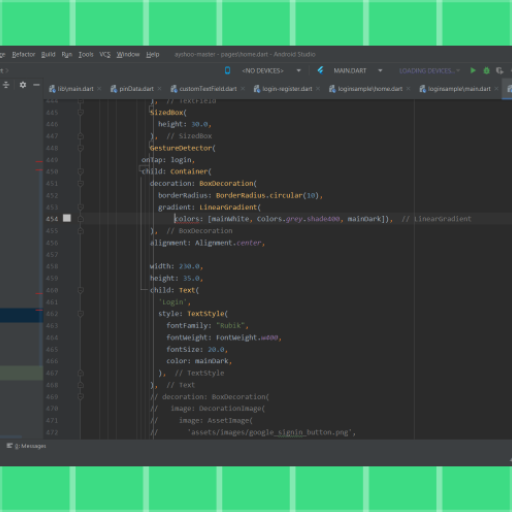 Refactor Build Run Tools VCS Window Help aashoo-master - pages\home.dart - Android Studio
<NO DEVICES> MAIN.DART LOADING DEVICES...
lib\main.dart pinData.dart customTextField.dart login-register.dart loginsample\home.dart loginsample\main.dart
444 ), // TextField
445 SizedBox(
446 height: 30.0,
447 ), // SizedBox
448 GestureDetector(
449 onTap: login,
450 child: Container(
451 decoration: BoxDecoration(
452 borderRadius: BorderRadius.circular(10),
453 gradient: LinearGradient(
454 colors: [mainWhite, Colors.grey.shade400, mainDark]), // LinearGradient
455 ), // BoxDecoration
456 alignment: Alignment.center,
457
458 width: 230.0,
459 height: 35.0,
460 child: Text(
461 'Login',
462 style: TextStyle(
463 fontFamily: "Rubik",
464 fontWeight: FontWeight.w400,
465 fontSize: 20.0,
466 color: mainDark,
467 ), // TextStyle
468 ), // Text
469 // decoration: BoxDecoration(
470 // image: DecorationImage(
471 // image: AssetImage(
472 // 'assets/images/google_signin_button.png',
0: Messages